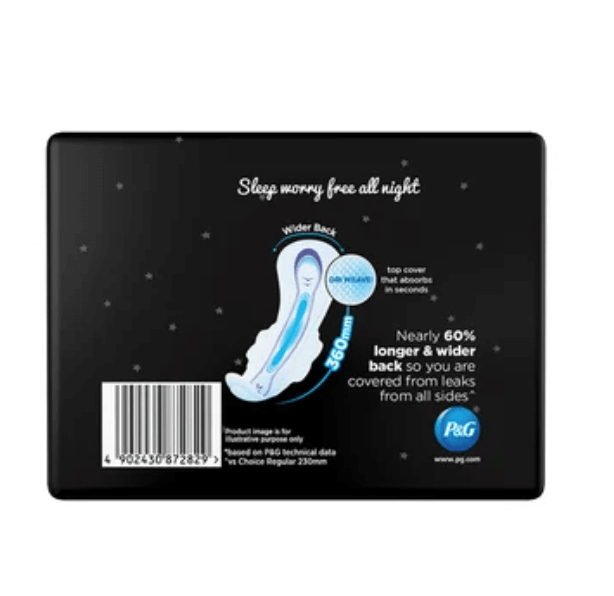 Sleep worry free all night
Wider Back
DRI WEAVE
top cover
that absorbs
in seconds
360mm
Nearly 60%
longer & wider
back so you are
covered from leaks
from all sides^
P&G
www.pg.com
Product image is for
illustrative purpose only
*based on P&G technical data
^vs Choice Regular 230mm
4 902430 872829 >